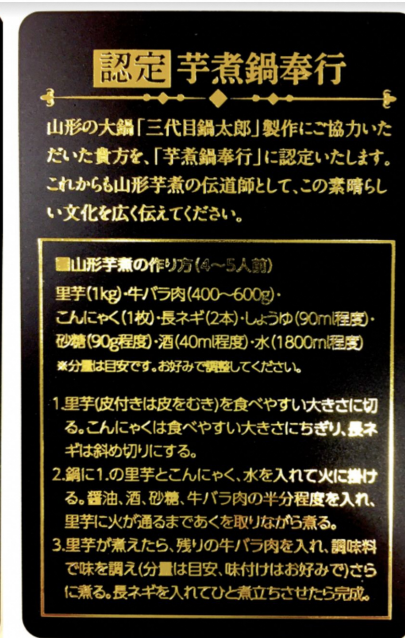 認定 芋煮鍋奉行
山形の大鍋「三代目鍋太郎」製作にご協力いた
だいた貴方を、「芋煮鍋奉行」に認定いたします。
これからも山形芋煮の伝道師として、この素晴らし
い文化を広く伝えてください。
■山形芋煮の作り方(4〜5人前)
里芋(1kg)・牛バラ肉(400〜600g)・
こんにゃく(1枚)・長ネギ(2本)・しょうゆ(90ml程度)・
砂糖(90g程度)・酒(40ml程度)・水(1800ml程度)
※分量は目安です。お好みで調整してください。
1.里芋(皮付きは皮をむき)を食べやすい大きさに切
る。こんにゃくは食べやすい大きさにちぎり、長ネ
ギは斜め切りにする。
2.鍋に1.の里芋とこんにゃく、水を入れて火に掛け
る。醤油、酒、砂糖、牛バラ肉の半分程度を入れ、
里芋に火が通るまであくを取りながら煮る。
3.里芋が煮えたら、残りの牛バラ肉を入れ、調味料
で味を調え(分量は目安、味付けはお好みで)さら
に煮る。長ネギを入れてひと煮立ちさせたら完成。